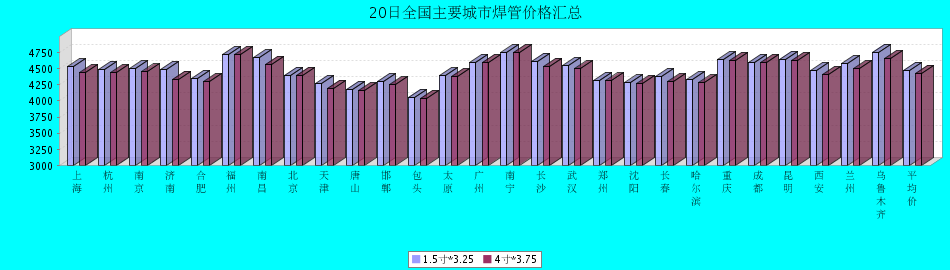 20日全国主要城市焊管价格汇总
4750
4500
4250
4000
3750
3500
3250
3000
上海 杭州 南京 济南 合肥 福州 南昌 北京 天津 唐山 邯郸 包头 太原 广州 南宁 长沙 武汉 郑州 沈阳 长春 哈尔滨 重庆 成都 昆明 西安 兰州 乌鲁木齐 平均价
1.5寸*3.25 4寸*3.75